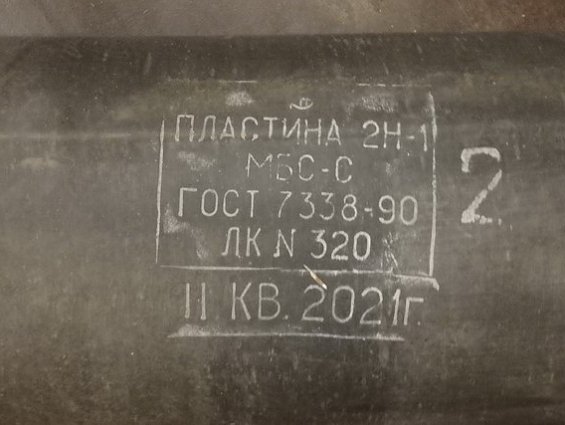 ПЛАСТИНА 2Н-1
МБС-С
ГОСТ 7338-90
ЛК N 320
II КВ. 2021г.
2